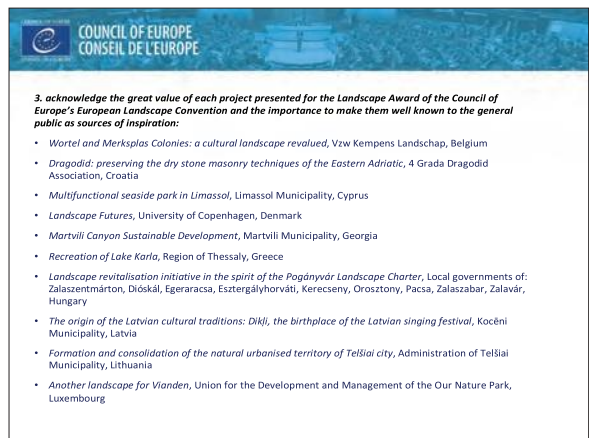 COUNCIL OF EUROPE
CONSEIL DE L'EUROPE
3. acknowledge the great value of each project presented for the Landscape Award of the Council of
Europe's European Landscape Convention and the importance to make them well known to the general
public as sources of inspiration:
• Wortel and Merksplas Colonies: a cultural landscape revalued, Vzw Kempens Landschap, Belgium
• Dragodid: preserving the dry stone masonry techniques of the Eastern Adriatic, 4 Grada Dragodid
Association, Croatia
• Multifunctional seaside park in Limassol, Limassol Municipality, Cyprus
• Landscape Futures, University of Copenhagen, Denmark
• Martvili Canyon Sustainable Development, Martvili Municipality, Georgia
• Recreation of Lake Karla, Region of Thessaly, Greece
• Landscape revitalisation initiative in the spirit of the Pogányvár Landscape Charter, Local governments of:
Zalaszentmárton, Dióskál, Egeraracsa, Esztergályhorváti, Kerecseny, Orosztony, Pacsa, Zalaszabar, Zalavár,
Hungary
• The origin of the Latvian cultural traditions: Dikļi, the birthplace of the Latvian singing festival, Kocēni
Municipality, Latvia
• Formation and consolidation of the natural urbanised territory of Telšiai city, Administration of Telšiai
Municipality, Lithuania
• Another landscape for Vianden, Union for the Development and Management of the Our Nature Park,
Luxembourg